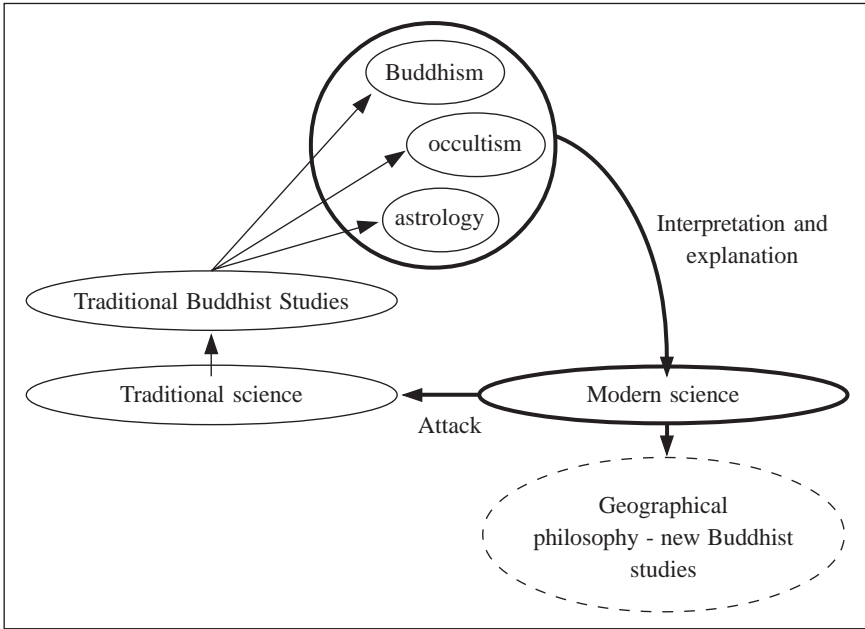 Buddhism
occultism
astrology
Interpretation and
explanation
Traditional Buddhist Studies
Traditional science
Attack
Modern science
Geographical
philosophy - new Buddhist
studies